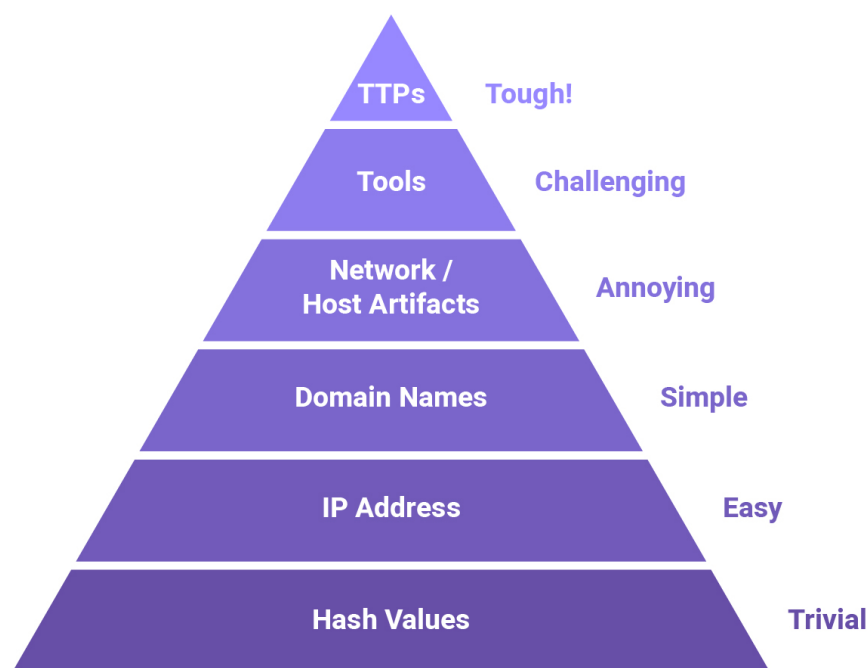 TTPs
Tough!
Tools
Challenging
Network /
Host Artifacts
Annoying
Domain Names
Simple
IP Address
Easy
Hash Values
Trivial